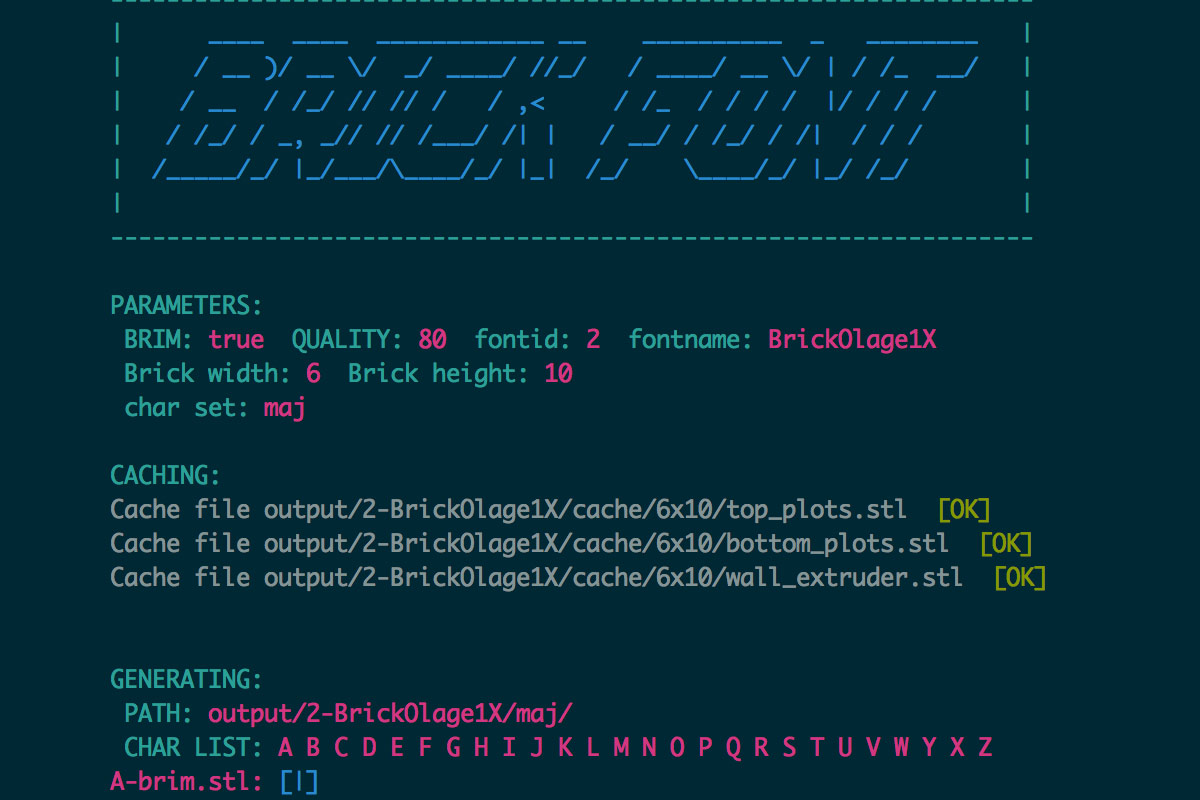 BRICK FONT
PARAMETERS:
BRIM: true QUALITY: 80 fontid: 2 fontname: BrickOlage1X
Brick width: 6 Brick height: 10
char set: maj
CACHING:
Cache file output/2-BrickOlage1X/cache/6x10/top_plots.stl [OK]
Cache file output/2-BrickOlage1X/cache/6x10/bottom_plots.stl [OK]
Cache file output/2-BrickOlage1X/cache/6x10/wall_extruder.stl [OK]
GENERATING:
PATH: output/2-BrickOlage1X/maj/
CHAR LIST: A B C D E F G H I J K L M N O P Q R S T U V W Y X Z
A-brim.stl: [|]